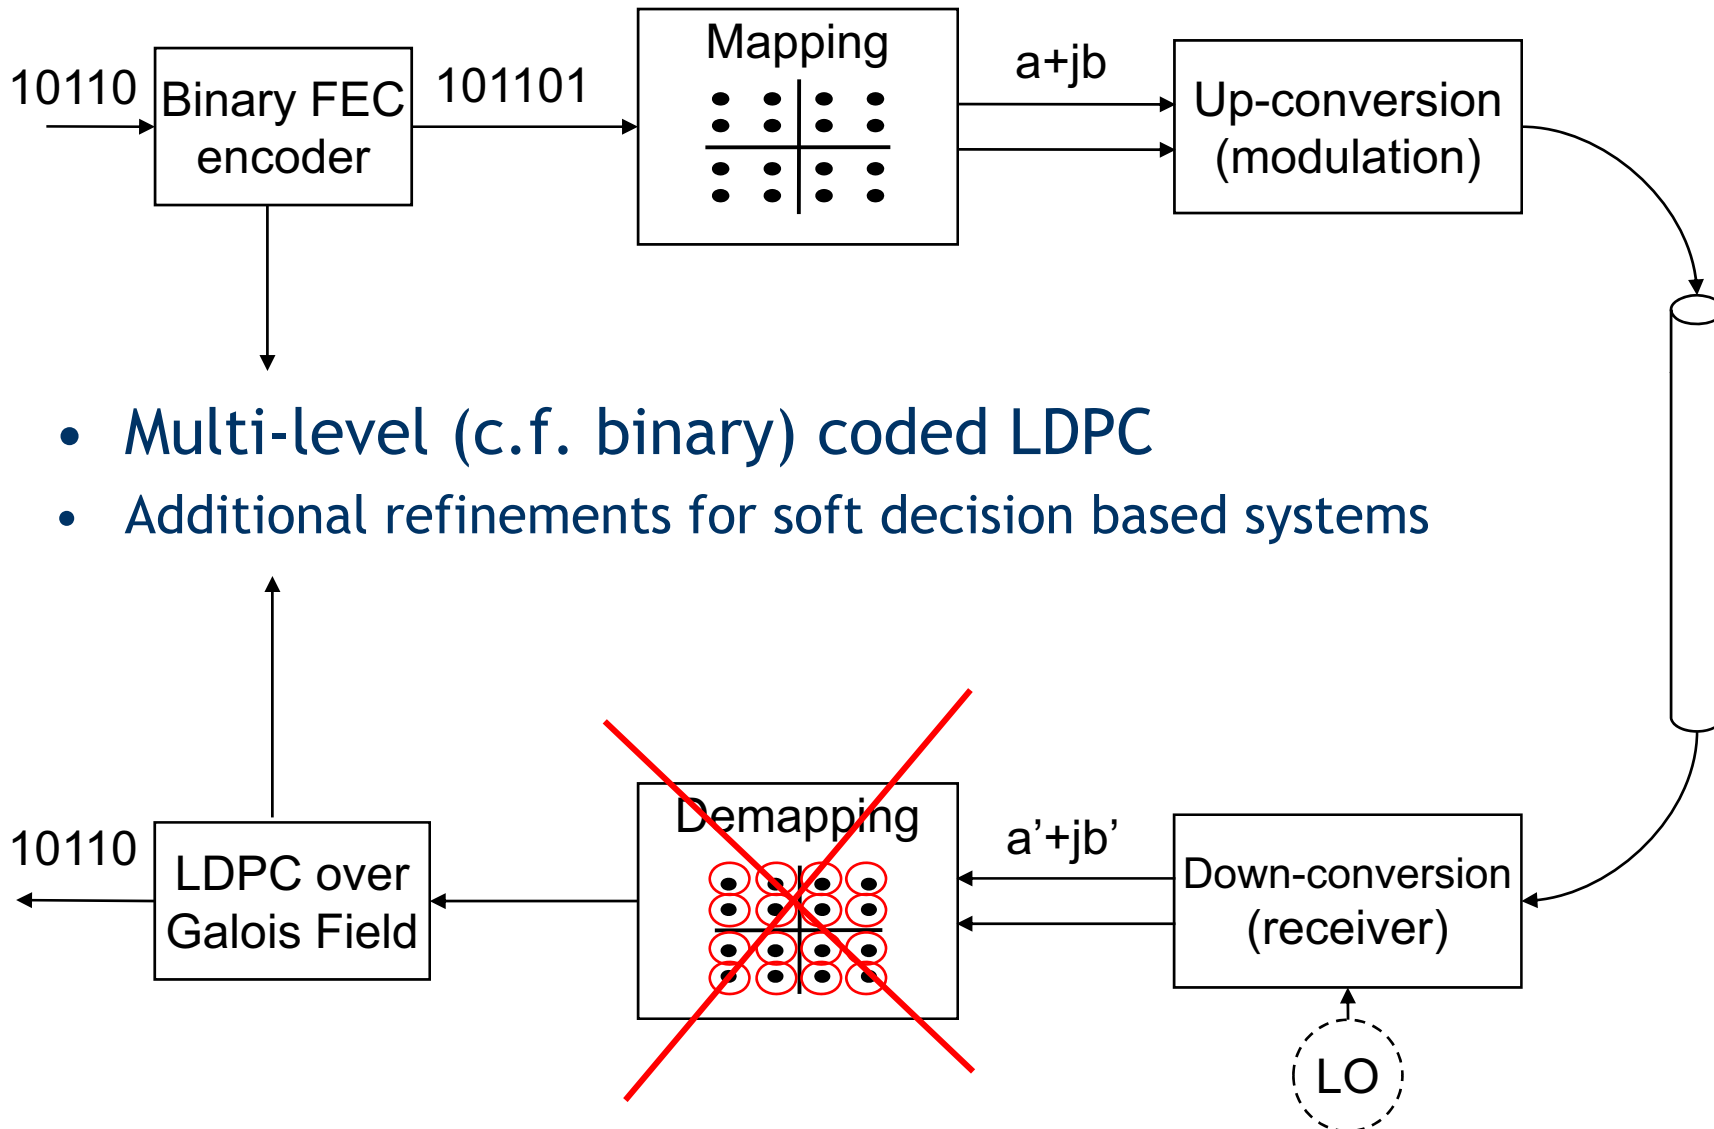 10110
Binary FEC
encoder
101101
Mapping
a+jb
Up-conversion
(modulation)
• Multi-level (c.f. binary) coded LDPC
• Additional refinements for soft decision based systems
10110
LDPC over
Galois Field
Demapping
a’+jb’
Down-conversion
(receiver)
LO